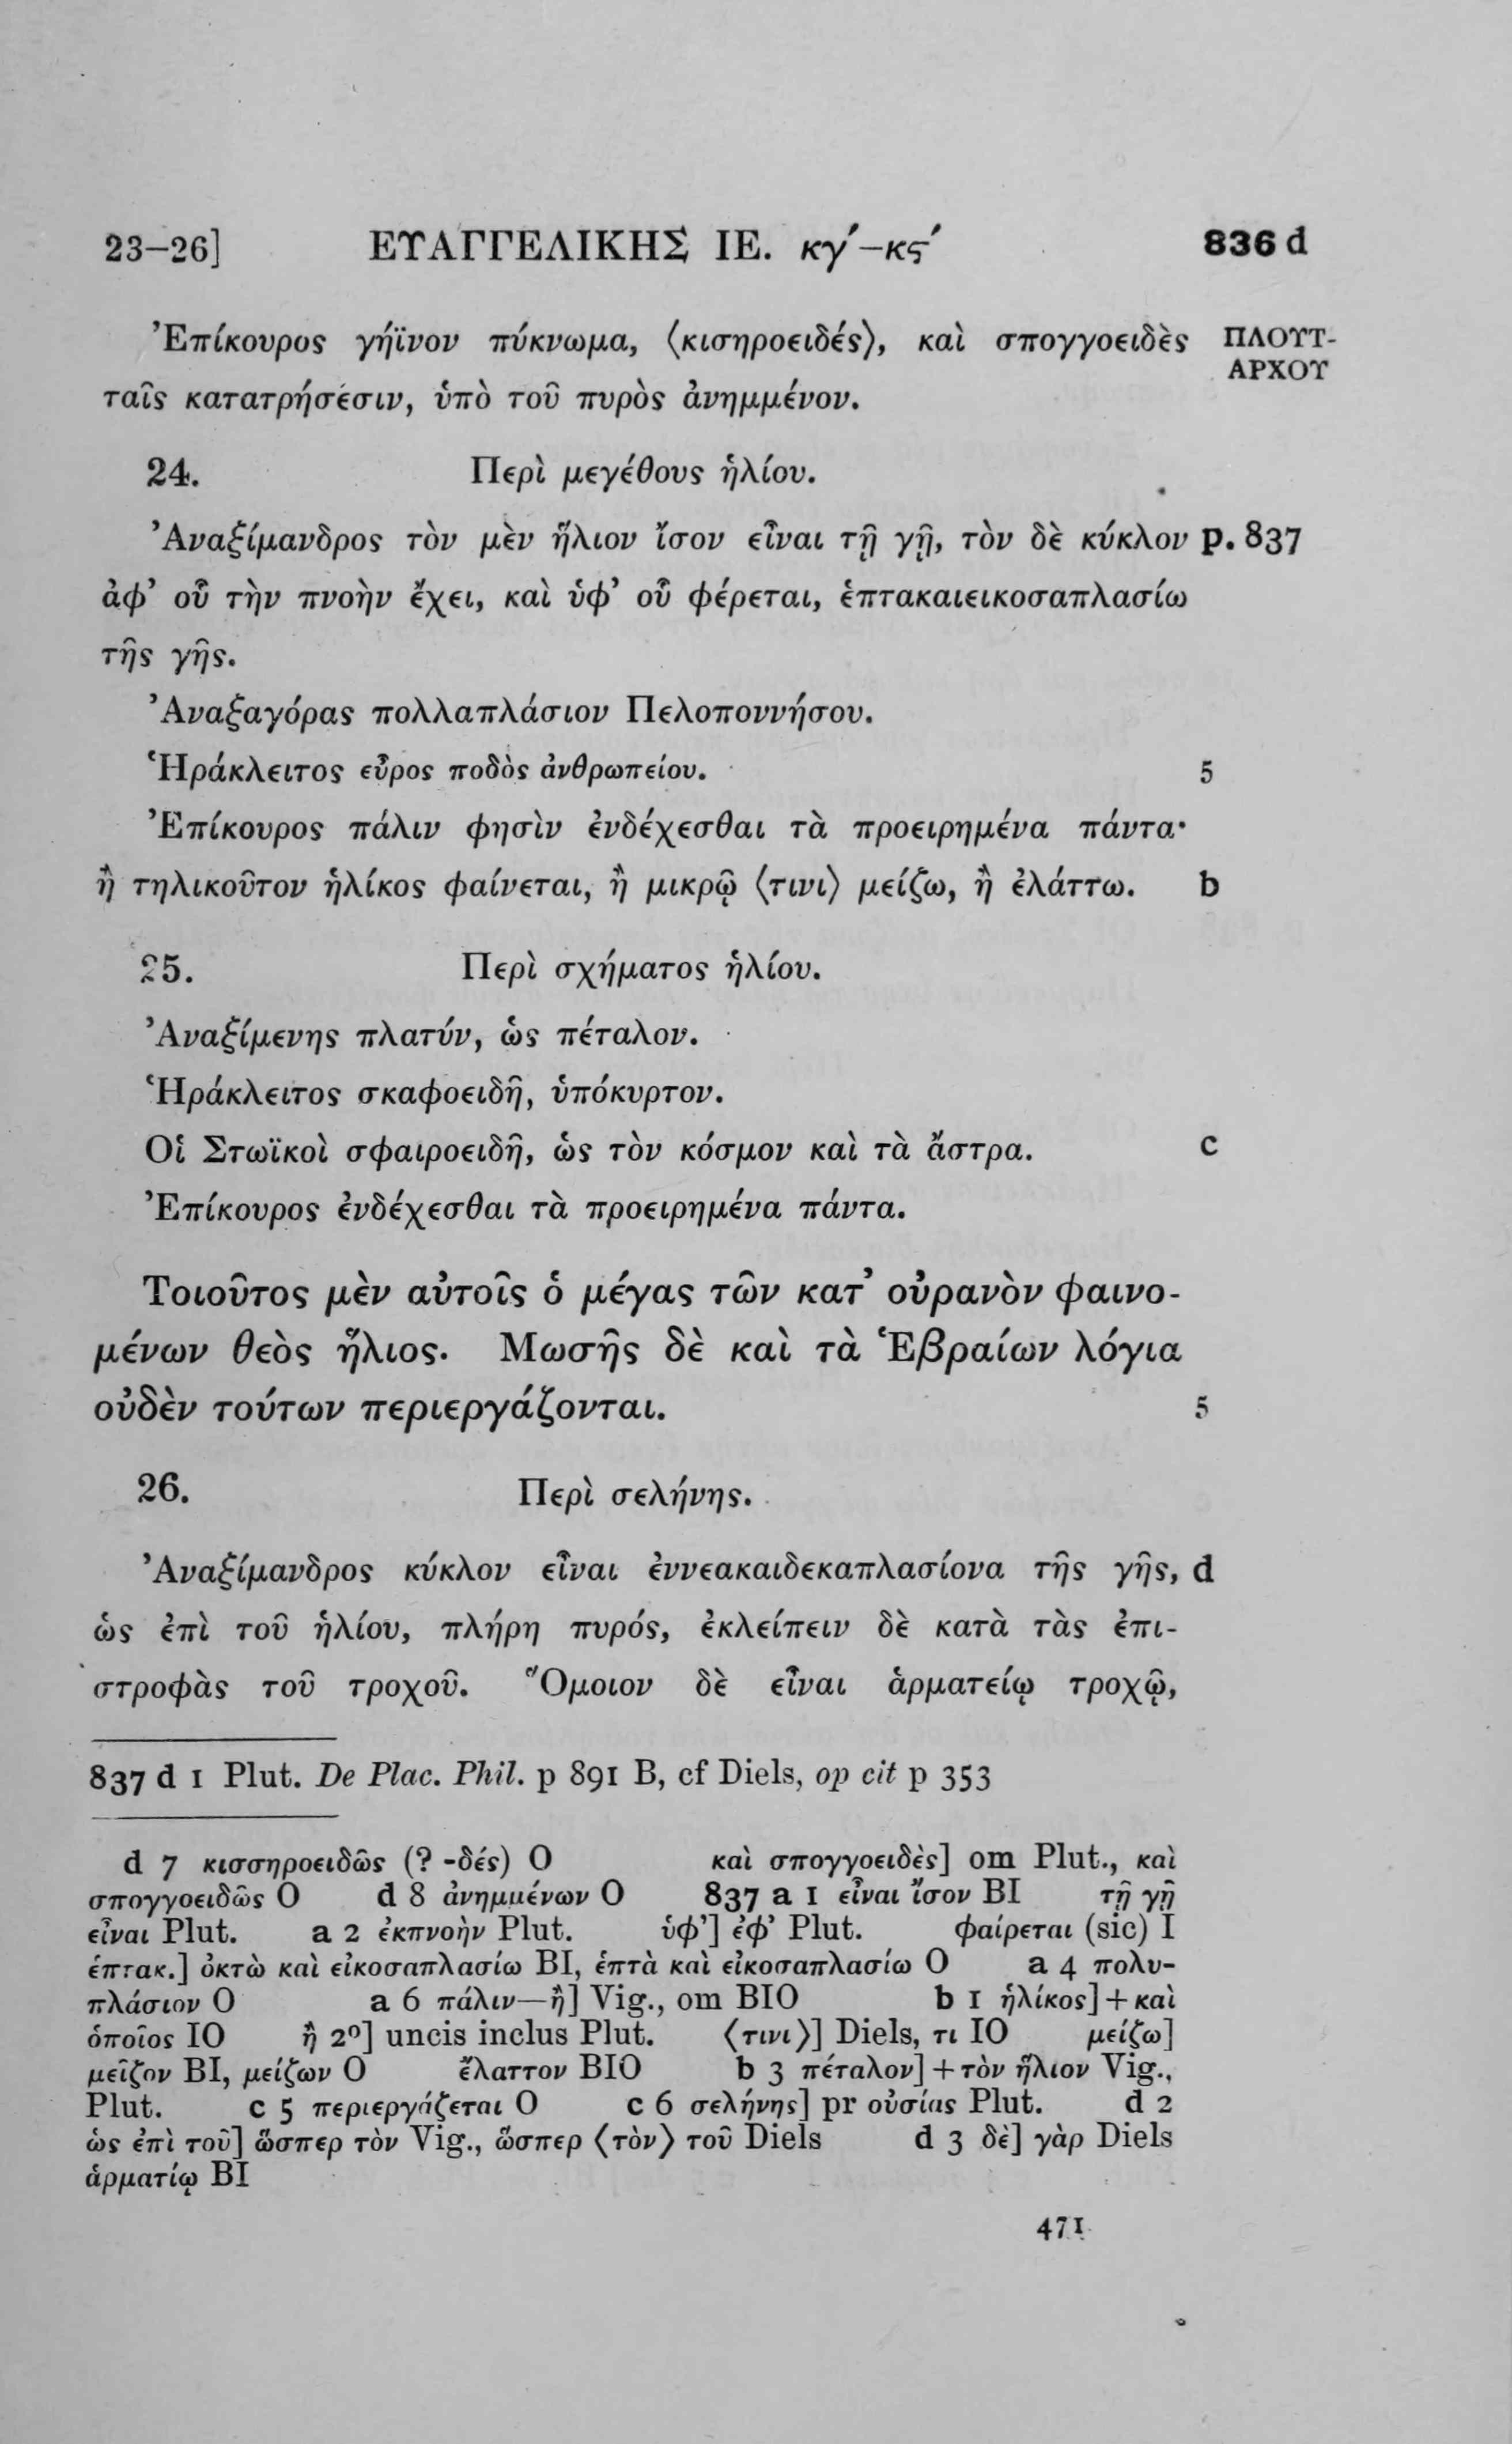 23–26] ΕΥΑΓΓΕΛΙΚΗΣ ΙΕ. κγ′–κς′ 836 d
Ἐπίκουρος γήϊνον πύκνωμα, ⟨κισηροειδές⟩, καὶ σπογγοειδὲς ΠΛΟΥΤ-
ΑΡΧΟΥ
ταῖς κατατρήσεσιν, ὑπὸ τοῦ πυρὸς ἀνημμένον.
24. Περὶ μεγέθους ἡλίου.
Ἀναξίμανδρος τὸν μὲν ἥλιον ἴσον εἶναι τῇ γῇ, τὸν δὲ κύκλον p. 837
ἀφ’ οὗ τὴν πνοὴν ἔχει, καὶ ὑφ’ οὗ φέρεται, ἑπτακαιεικοσαπλασίω
τῆς γῆς.
Ἀναξαγόρας πολλαπλάσιον Πελοποννήσου.
Ἡράκλειτος εὖρος ποδὸς ἀνθρωπείου. 5
Ἐπίκουρος πάλιν φησὶν ἐνδέχεσθαι τὰ προειρημένα πάντα·
ἢ τηλικοῦτον ἡλίκος φαίνεται, ἢ μικρῷ ⟨τινι⟩ μείζω, ἢ ἐλάττω. b
25. Περὶ σχήματος ἡλίου.
Ἀναξίμενης πλατύν, ὡς πέταλον.
Ἡράκλειτος σκαφοειδῆ, ὑπόκυρτον.
Οἱ Στωϊκοὶ σφαιροειδῆ, ὡς τὸν κόσμον καὶ τὰ ἄστρα. c
Ἐπίκουρος ἐνδέχεσθαι τὰ προειρημένα πάντα.
Τοιοῦτος μὲν αὐτοῖς ὁ μέγας τῶν κατ’ οὐρανὸν φαινο-
μένων θεὸς ἥλιος. Μωσῆς δὲ καὶ τὰ Ἑβραίων λόγια
οὐδὲν τούτων περιεργάζονται. 5
26. Περὶ σελήνης.
Ἀναξίμανδρος κύκλον εἶναι ἐννεακαιδεκαπλασίονα τῆς γῆς, d
ὡς ἐπὶ τοῦ ἡλίου, πλήρη πυρός, ἐκλείπειν δὲ κατὰ τὰς ἐπι-
στροφὰς τοῦ τροχοῦ. Ὅμοιον δὲ εἶναι ἁρματείῳ τροχῷ,
837 d 1 Plut. De Plac. Phil. p 891 B, cf Diels, op cit p 353
d 7 κισσηροειδῶς (? -δές) O καὶ σπογγοειδὲς] om Plut., καὶ
σπογγοειδῶς O d 8 ἀνημμένων O 837 a 1 εἶναι ἴσον BI τῇ γῇ
εἶναι Plut. a 2 ἐκπνοὴν Plut. ὑφ’] ἐφ’ Plut. φαίρεται (sic) I
ἑπτακ.] ὀκτὼ καὶ εἰκοσαπλασίω BI, ἑπτὰ καὶ εἰκοσαπλασίω O a 4 πολυ-
πλάσιον O a 6 πάλιν—ἢ] Vig., om BIO b 1 ἡλίκος] + καὶ
ὁποῖος IO ἢ 2⁰] uncis inclus Plut. ⟨τινι⟩] Diels, τι IO μείζω]
μεῖζον BI, μείζων O ἔλαττον BIO b 3 πέταλον] + τὸν ἥλιον Vig.,
Plut. c 5 περιεργάζεται O c 6 σελήνης] pr οὐσίας Plut. d 2
ὡς ἐπὶ τοῦ] ὥσπερ τὸν Vig., ὥσπερ ⟨τὸν⟩ τοῦ Diels d 3 δὲ] γὰρ Diels
ἁρματίῳ BI
471